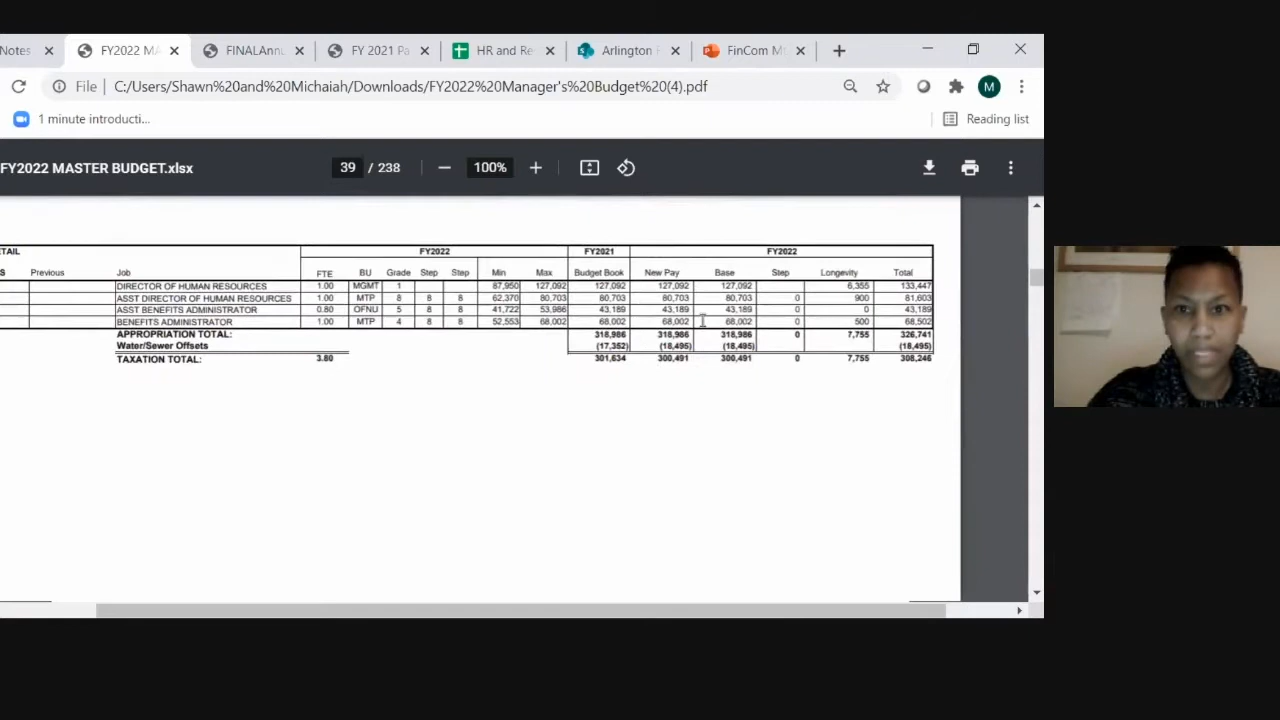 Notes
FY2022 MA
FINALAnnu
FY 2021 Pa
HR and Re
Arlington
FinCom M
File
C:/Users/Shawn%20and%20Michaiah/Downloads/FY2022%20Manager's%20Budget%20(4).pdf
M
1 minute introducti...
Reading list
FY2022 MASTER BUDGET.xlsx
39 / 238
100%
ETAIL FY2022 FY2021 FY2022
S Previous Job FTE BU Grade Step Step Min Max Budget Book New Pay Base Step Longevity Total
DIRECTOR OF HUMAN RESOURCES 1.00 MGMT 1 87,950 127,092 127,092 127,092 127,092 6,355 133,447
ASST DIRECTOR OF HUMAN RESOURCES 1.00 MTP 8 8 8 62,370 80,703 80,703 80,703 80,703 0 900 81,603
ASST BENEFITS ADMINISTRATOR 0.80 OFNU 5 8 8 41,722 53,986 43,189 43,189 43,189 0 0 43,189
BENEFITS ADMINISTRATOR 1.00 MTP 4 8 8 52,553 68,002 68,002 68,002 68,002 0 500 68,502
APPROPRIATION TOTAL: 318,986 318,986 318,986 0 7,755 326,741
Water/Sewer Offsets (17,352) (18,495) (18,495) (18,495)
TAXATION TOTAL: 3.80 301,634 300,491 300,491 0 7,755 308,246